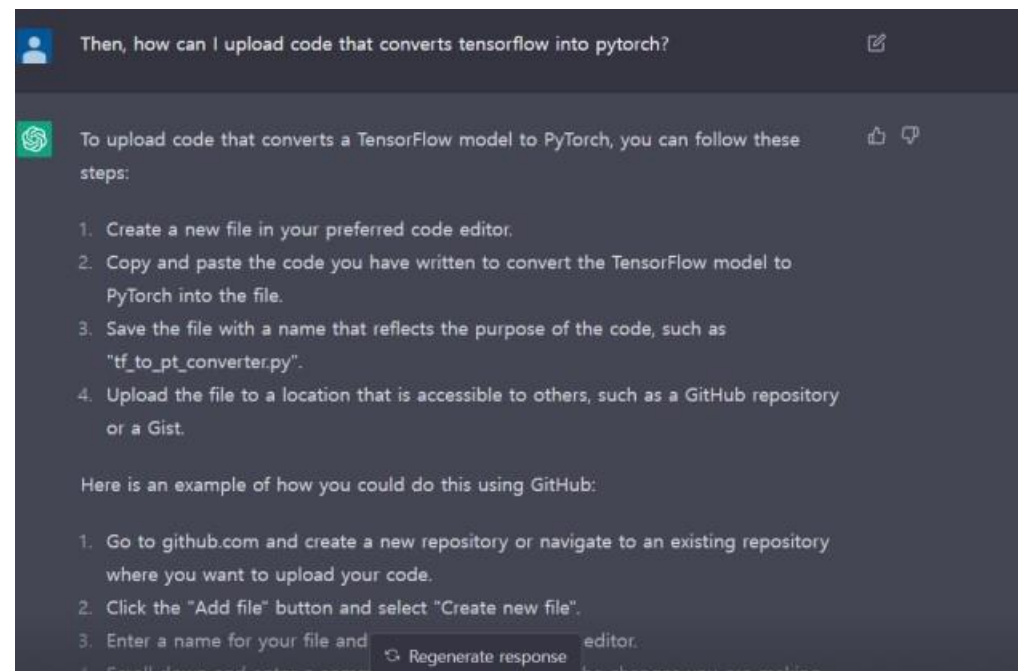 Then, how can I upload code that converts tensorflow into pytorch?
To upload code that converts a TensorFlow model to PyTorch, you can follow these
steps:
1. Create a new file in your preferred code editor.
2. Copy and paste the code you have written to convert the TensorFlow model to
PyTorch into the file.
3. Save the file with a name that reflects the purpose of the code, such as
"tf_to_pt_converter.py".
4. Upload the file to a location that is accessible to others, such as a GitHub repository
or a Gist.
Here is an example of how you could do this using GitHub:
1. Go to github.com and create a new repository or navigate to an existing repository
where you want to upload your code.
2. Click the "Add file" button and select "Create new file".
3. Enter a name for your file and editor.
Regenerate response